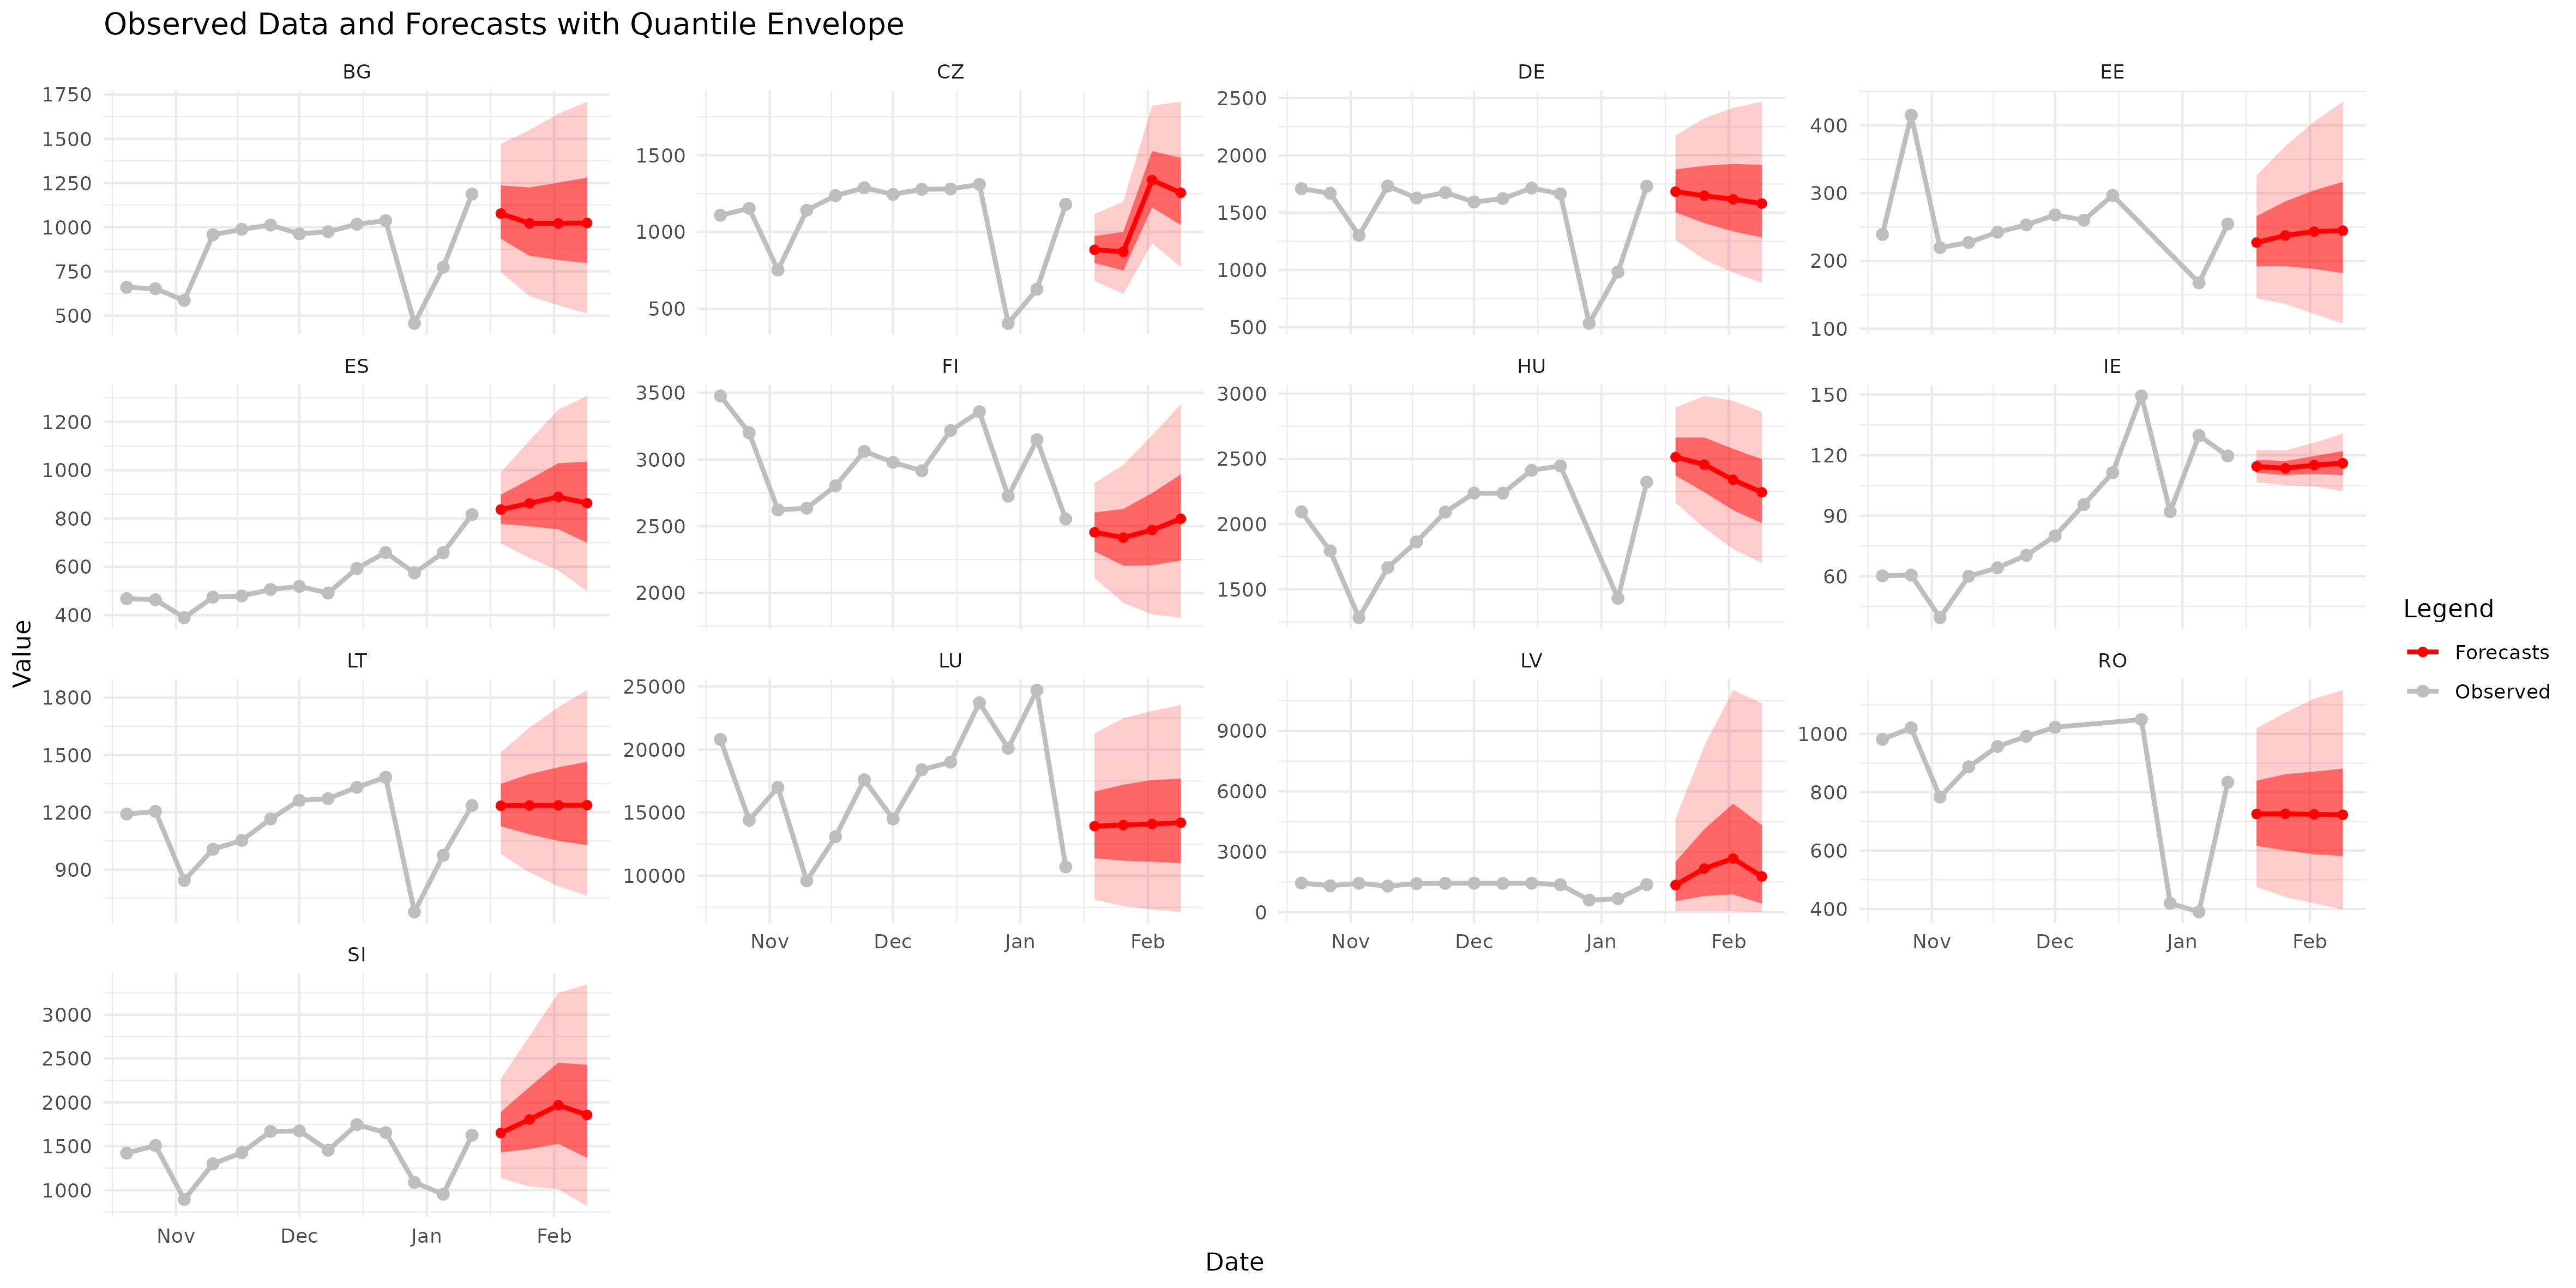 Observed Data and Forecasts with Quantile Envelope
BG
CZ
DE
EE
1750
1500
1250
1000
750
500
1500
1000
500
2500
2000
1500
1000
500
400
300
200
100
ES
FI
HU
IE
1200
1000
800
600
400
3500
3000
2500
2000
3000
2500
2000
1500
150
120
90
60
Value
Legend
Forecasts
Observed
LT
LU
LV
RO
1800
1500
1200
900
25000
20000
15000
10000
9000
6000
3000
0
1000
800
600
400
Nov Dec Jan Feb
Nov Dec Jan Feb
Nov Dec Jan Feb
SI
3000
2500
2000
1500
1000
Nov Dec Jan Feb
Date